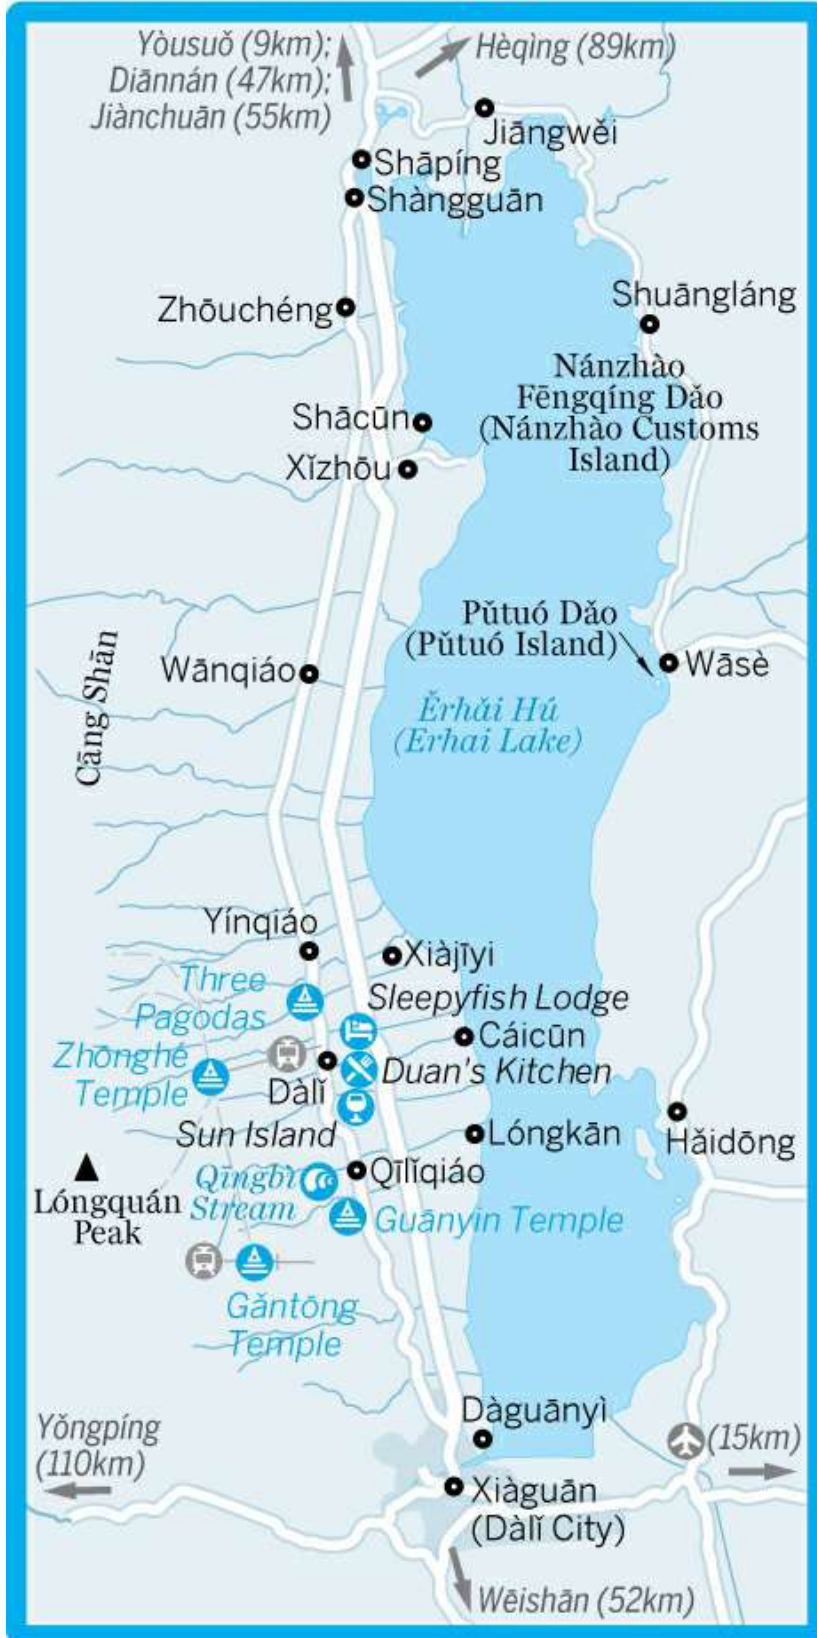 Yòusuǒ (9km);
Diānnán (47km);
Jiànchuān (55km)
Hèqìng (89km)
Jiāngwěi
Shāpíng
Shàngguān
Shuāngláng
Zhōuchéng
Nánzhào
Fēngqíng Dǎo
(Nánzhào Customs
Island)
Shācūn
Xǐzhōu
Pǔtuó Dǎo
(Pǔtuó Island)
Wāsè
Wānqiáo
Cāng Shān
Ěrhǎi Hú
(Erhai Lake)
Yínqiáo
Xiàjīyi
Three
Pagodas
Sleepyfish Lodge
Cáicūn
Zhōnghé
Temple
Duan's Kitchen
Dàlǐ
Sun Island
Lóngkān
Hǎidōng
Lóngquán
Peak
Qīngbì
Stream
Qīlǐqiáo
Guānyīn Temple
Gǎntōng
Temple
Dàguānyì
Yǒngpíng
(110km)
(15km)
Xiàguān
(Dàlǐ City)
Wēishān (52km)